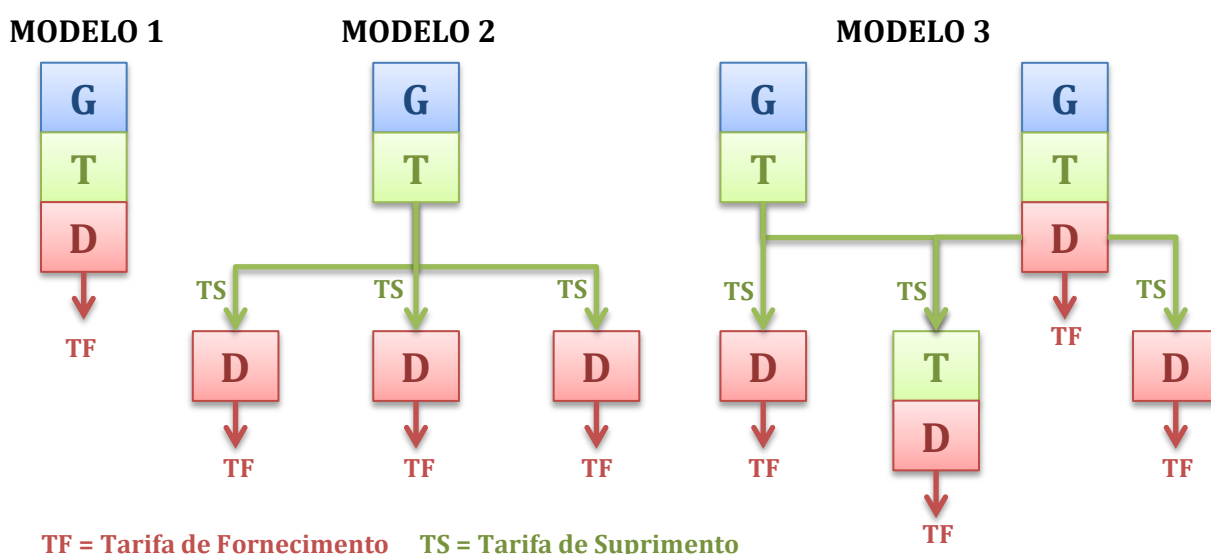 MODELO 1 MODELO 2 MODELO 3
G G G G
T T T T
D D
TS TS TS TS TS TS
TF TF
D D D T D
D
TF TF TF TF TF
TF
TF = Tarifa de Fornecimento TS = Tarifa de Suprimento